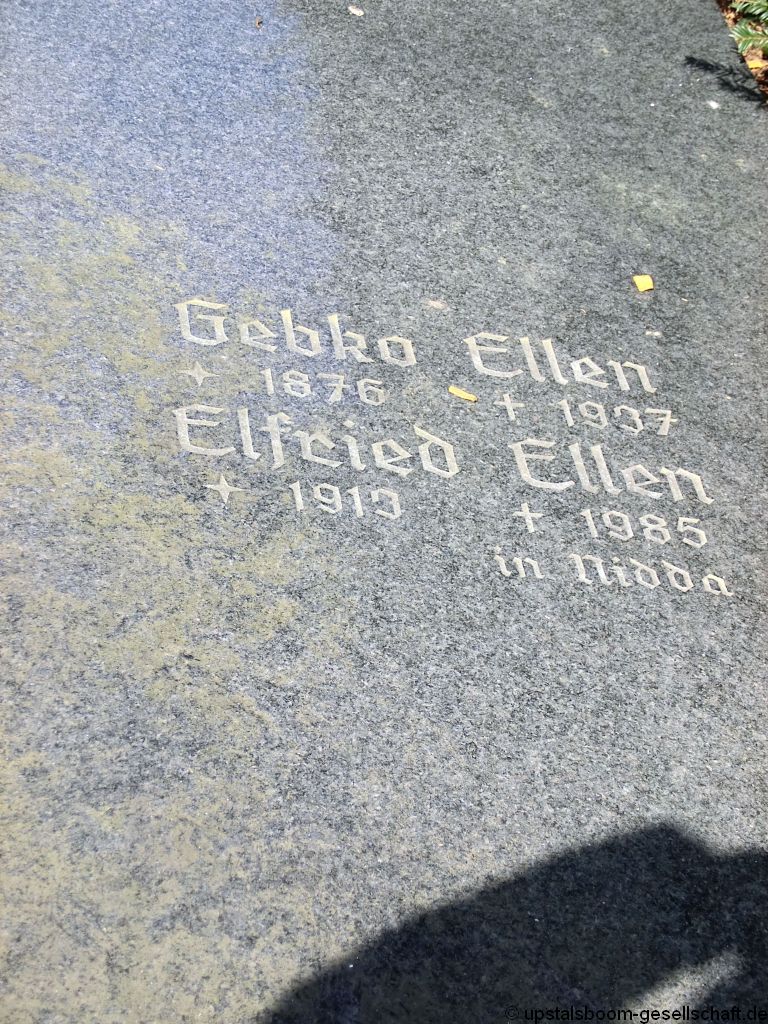 Gebko Ellen
✦ 1876 † 1937
Elfried Ellen
✦ 1913 † 1985
in Nidda
© upstalsboom-gesellschaft.de